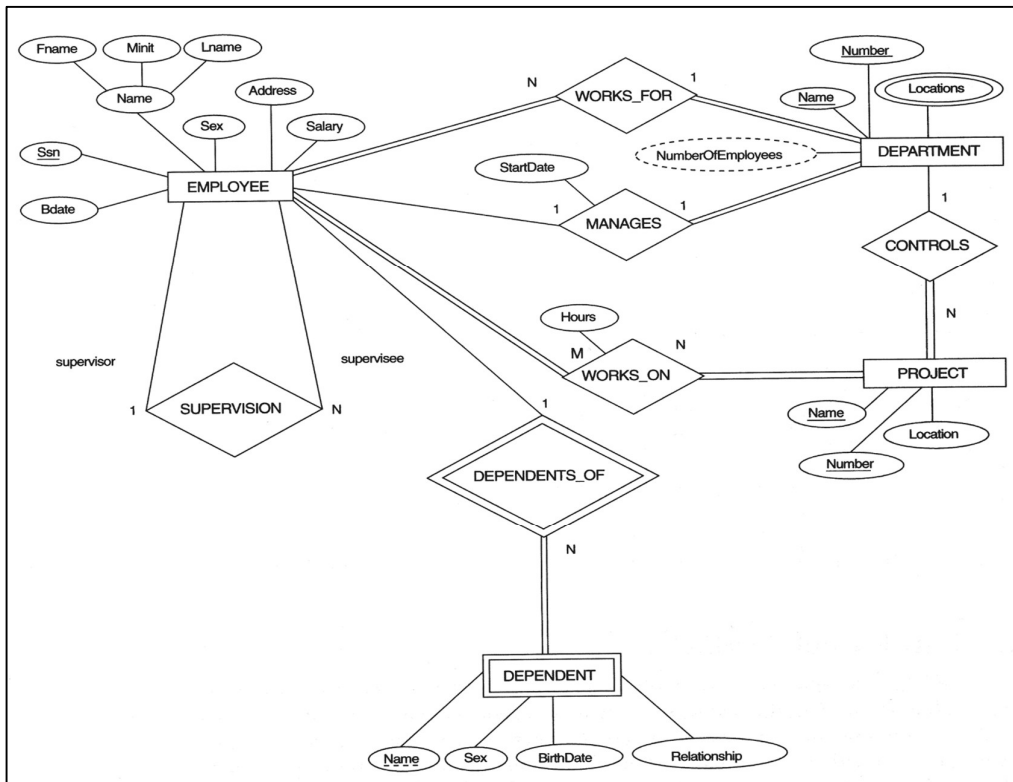 Fname
Minit
Lname
Name
Address
Sex
Salary
Ssn
Bdate
EMPLOYEE
N
WORKS_FOR
1
Number
Name
Locations
NumberOfEmployees
DEPARTMENT
StartDate
1
MANAGES
1
1
CONTROLS
N
supervisor
supervisee
1
SUPERVISION
N
Hours
M
WORKS_ON
N
PROJECT
Name
Number
Location
1
DEPENDENTS_OF
N
DEPENDENT
Name
Sex
BirthDate
Relationship